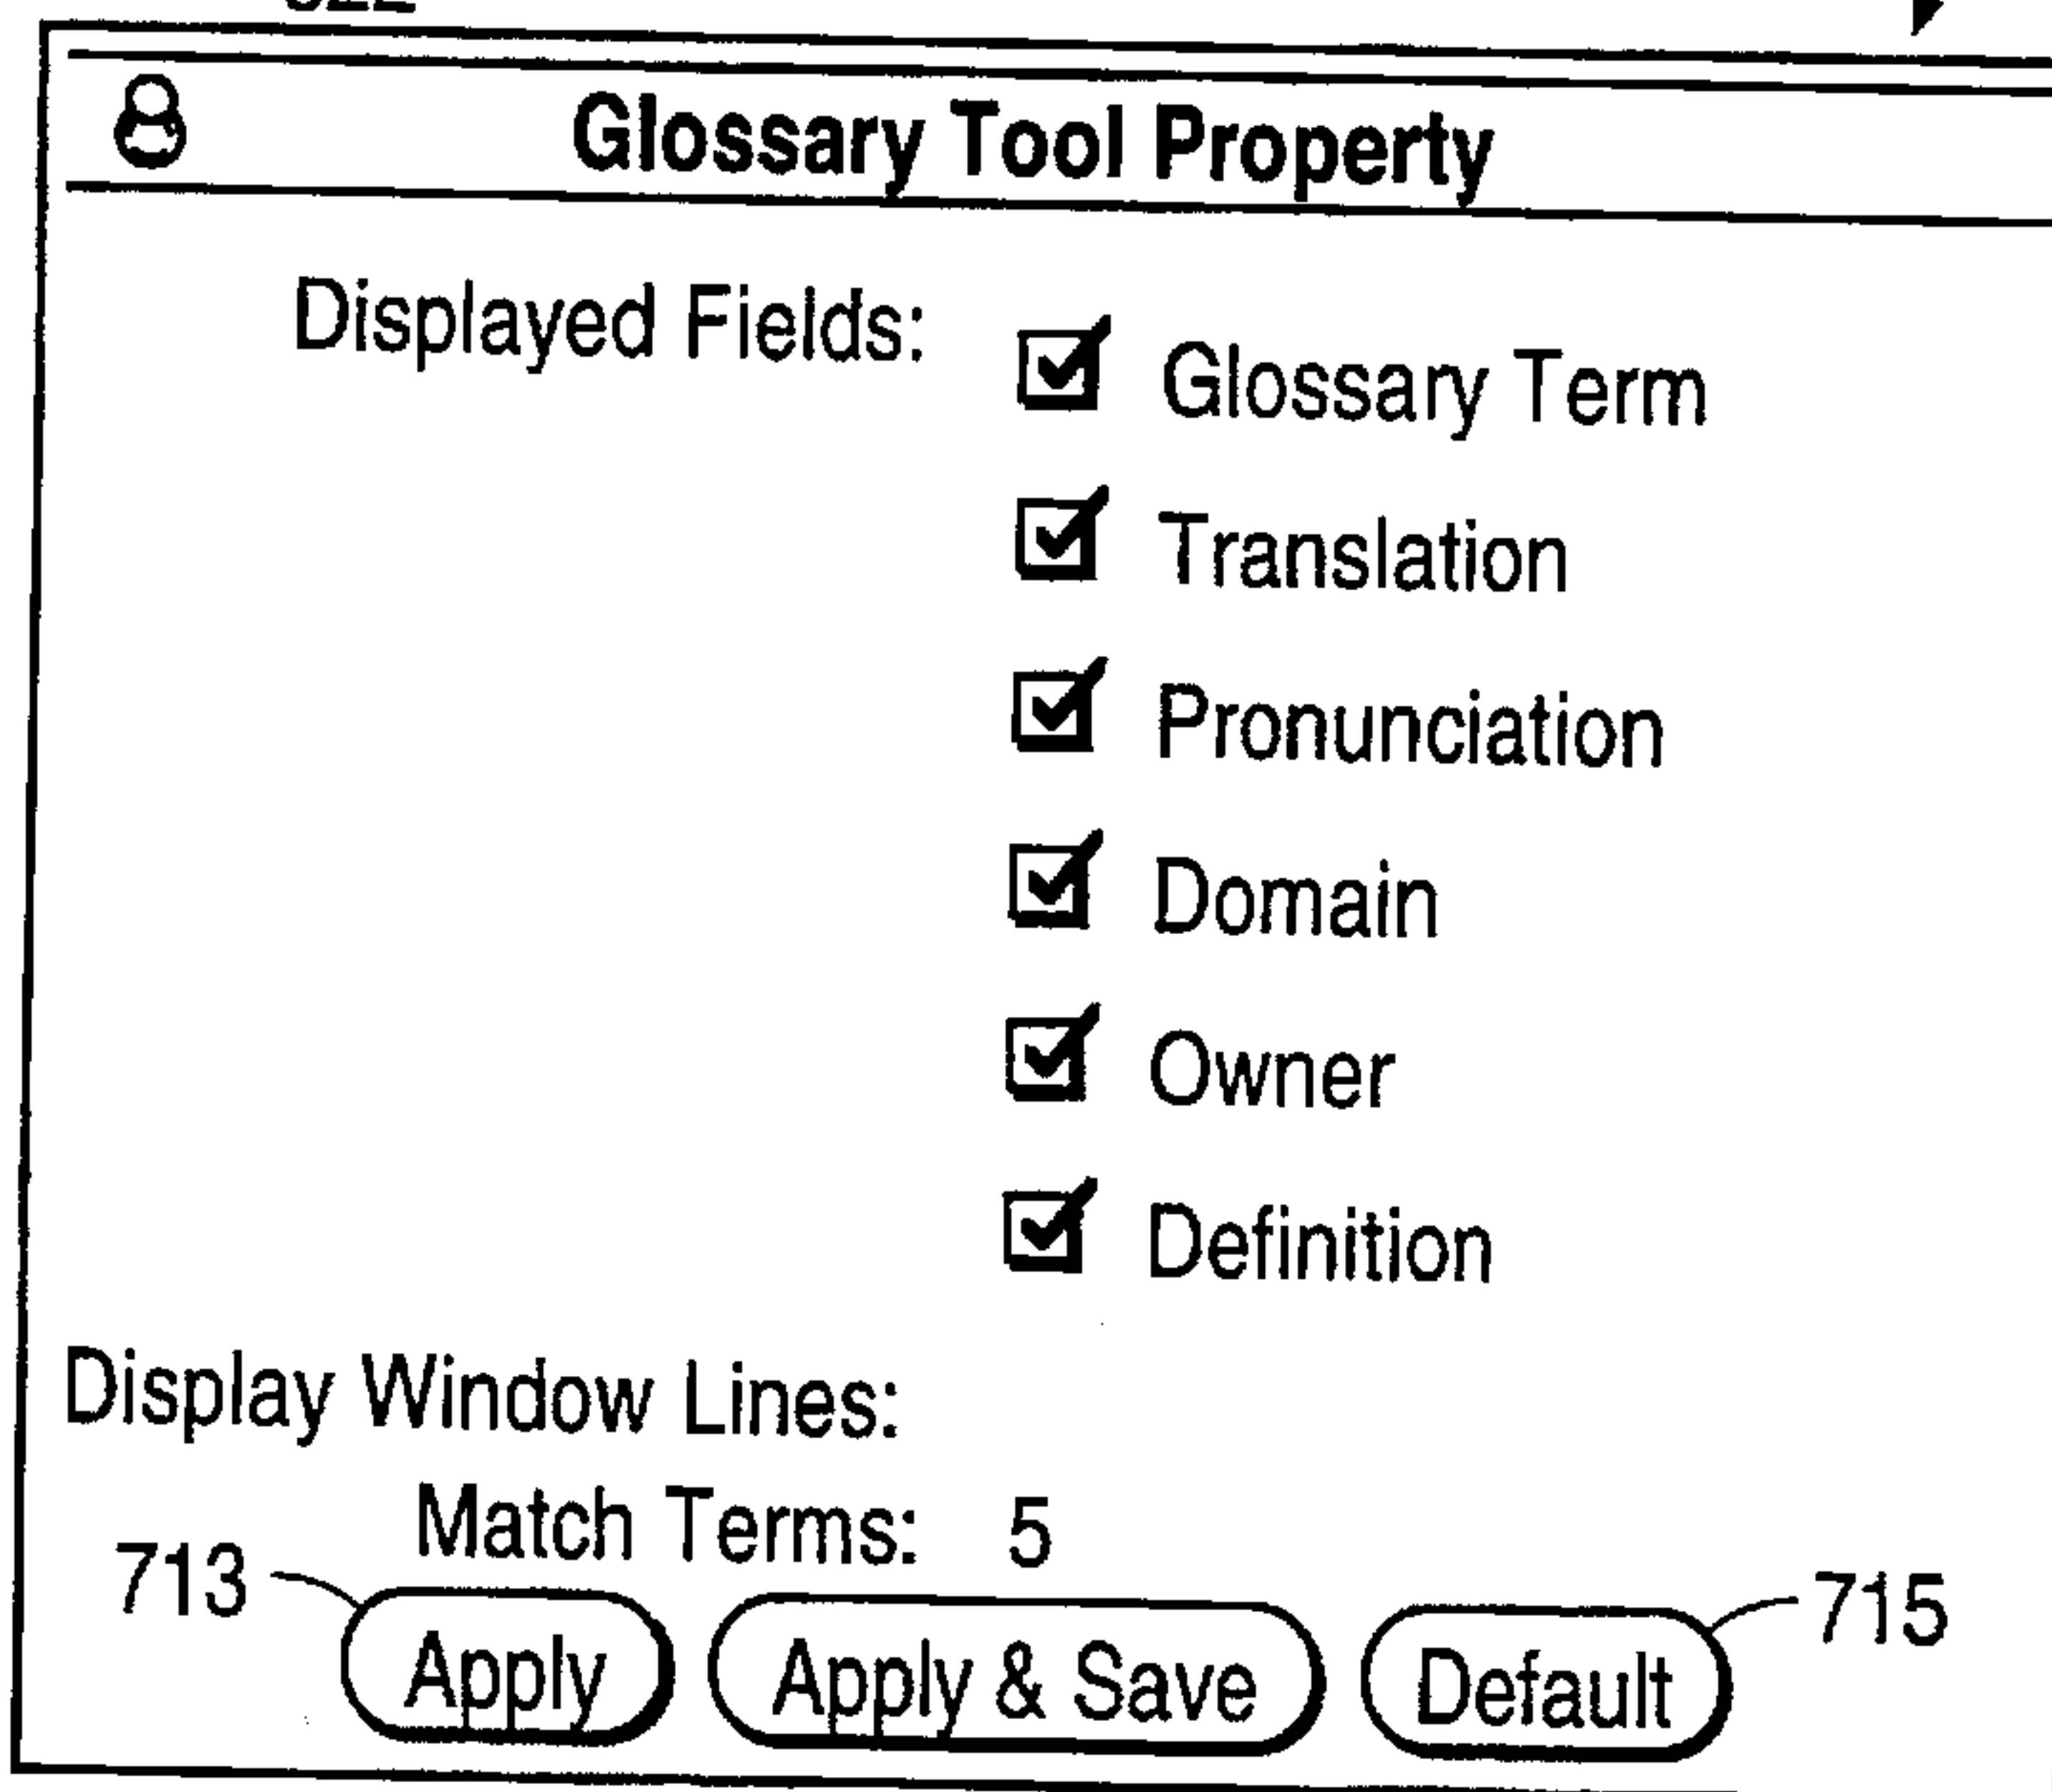 Glossary Tool Property
Displayed Fields:
Glossary Term
Translation
Pronunciation
Domain
Owner
Definition
Display Window Lines:
Match Terms: 5
713
715
Apply
Apply & Save
Default